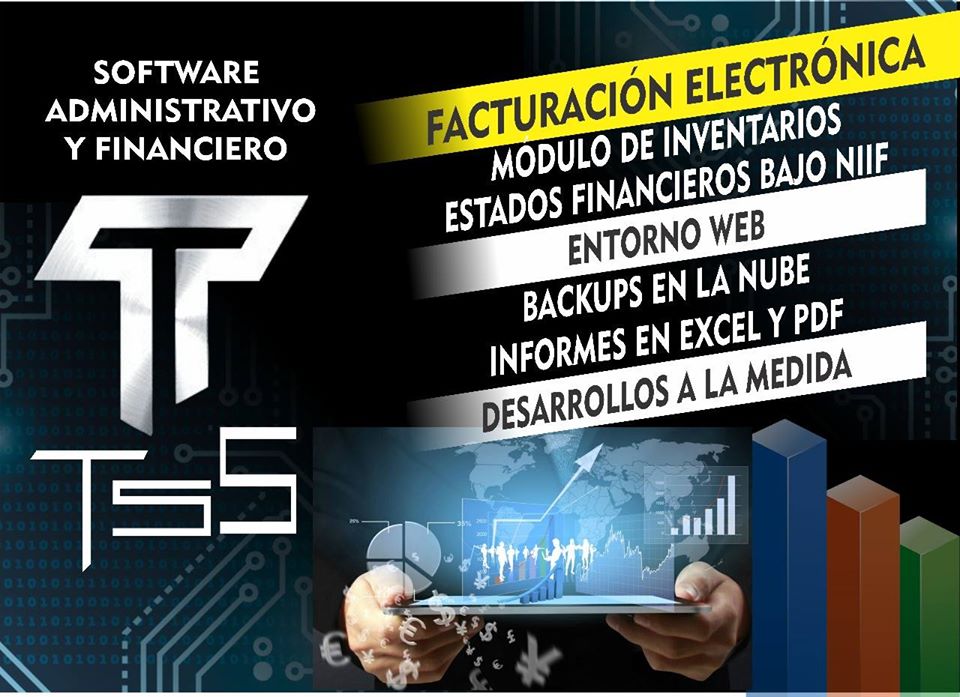 SOFTWARE
ADMINISTRATIVO
Y FINANCIERO
TSS
FACTURACIÓN ELECTRÓNICA
MÓDULO DE INVENTARIOS
ESTADOS FINANCIEROS BAJO NIIF
ENTORNO WEB
BACKUPS EN LA NUBE
INFORMES EN EXCEL Y PDF
DESARROLLOS A LA MEDIDA